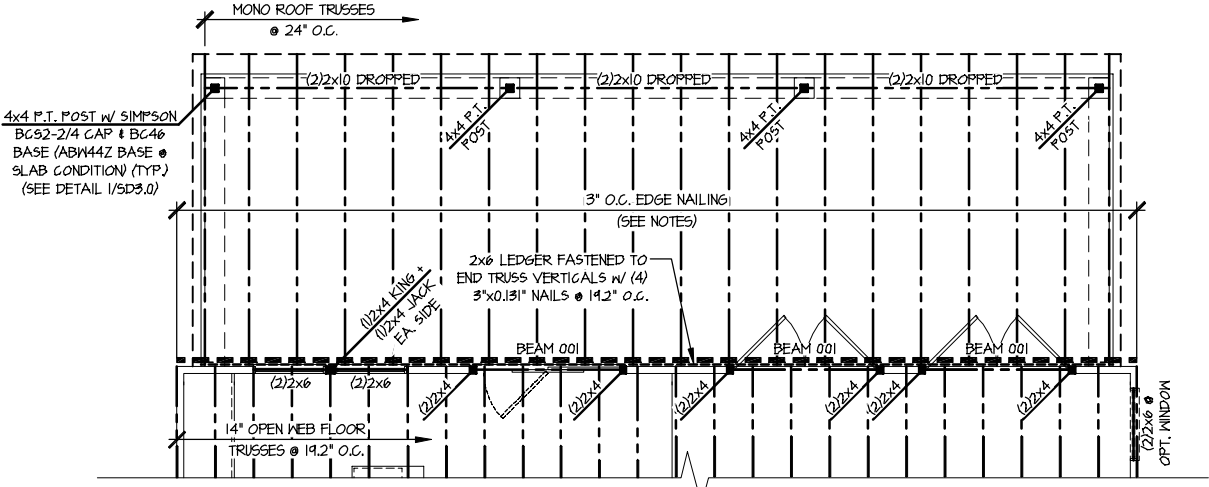 MONO ROOF TRUSSES
@ 24" O.C.
(2)2x10 DROPPED
(2)2x10 DROPPED
(2)2x10 DROPPED
4x4 P.T. POST W/ SIMPSON
BCS2-2/4 CAP & BC46
BASE (ABW44Z BASE @
SLAB CONDITION) (TYP.)
(SEE DETAIL 1/SD3.0)
4x4 P.T.
POST
4x4 P.T.
POST
4x4 P.T.
POST
3" O.C. EDGE NAILING
(SEE NOTES)
2x6 LEDGER FASTENED TO
END TRUSS VERTICALS W/ (4)
3"x0.131" NAILS @ 19.2" O.C.
(1)2x4 KING +
(1)2x4 JACK
EA. SIDE
BEAM 001
BEAM 001
BEAM 001
(2)2x6
(2)2x6
(2)2x4
(2)2x4
(2)2x4
(2)2x4
(2)2x4
(2)2x4
(2)2x6 @
OPT. WINDOW
14" OPEN WEB FLOOR
TRUSSES @ 19.2" O.C.